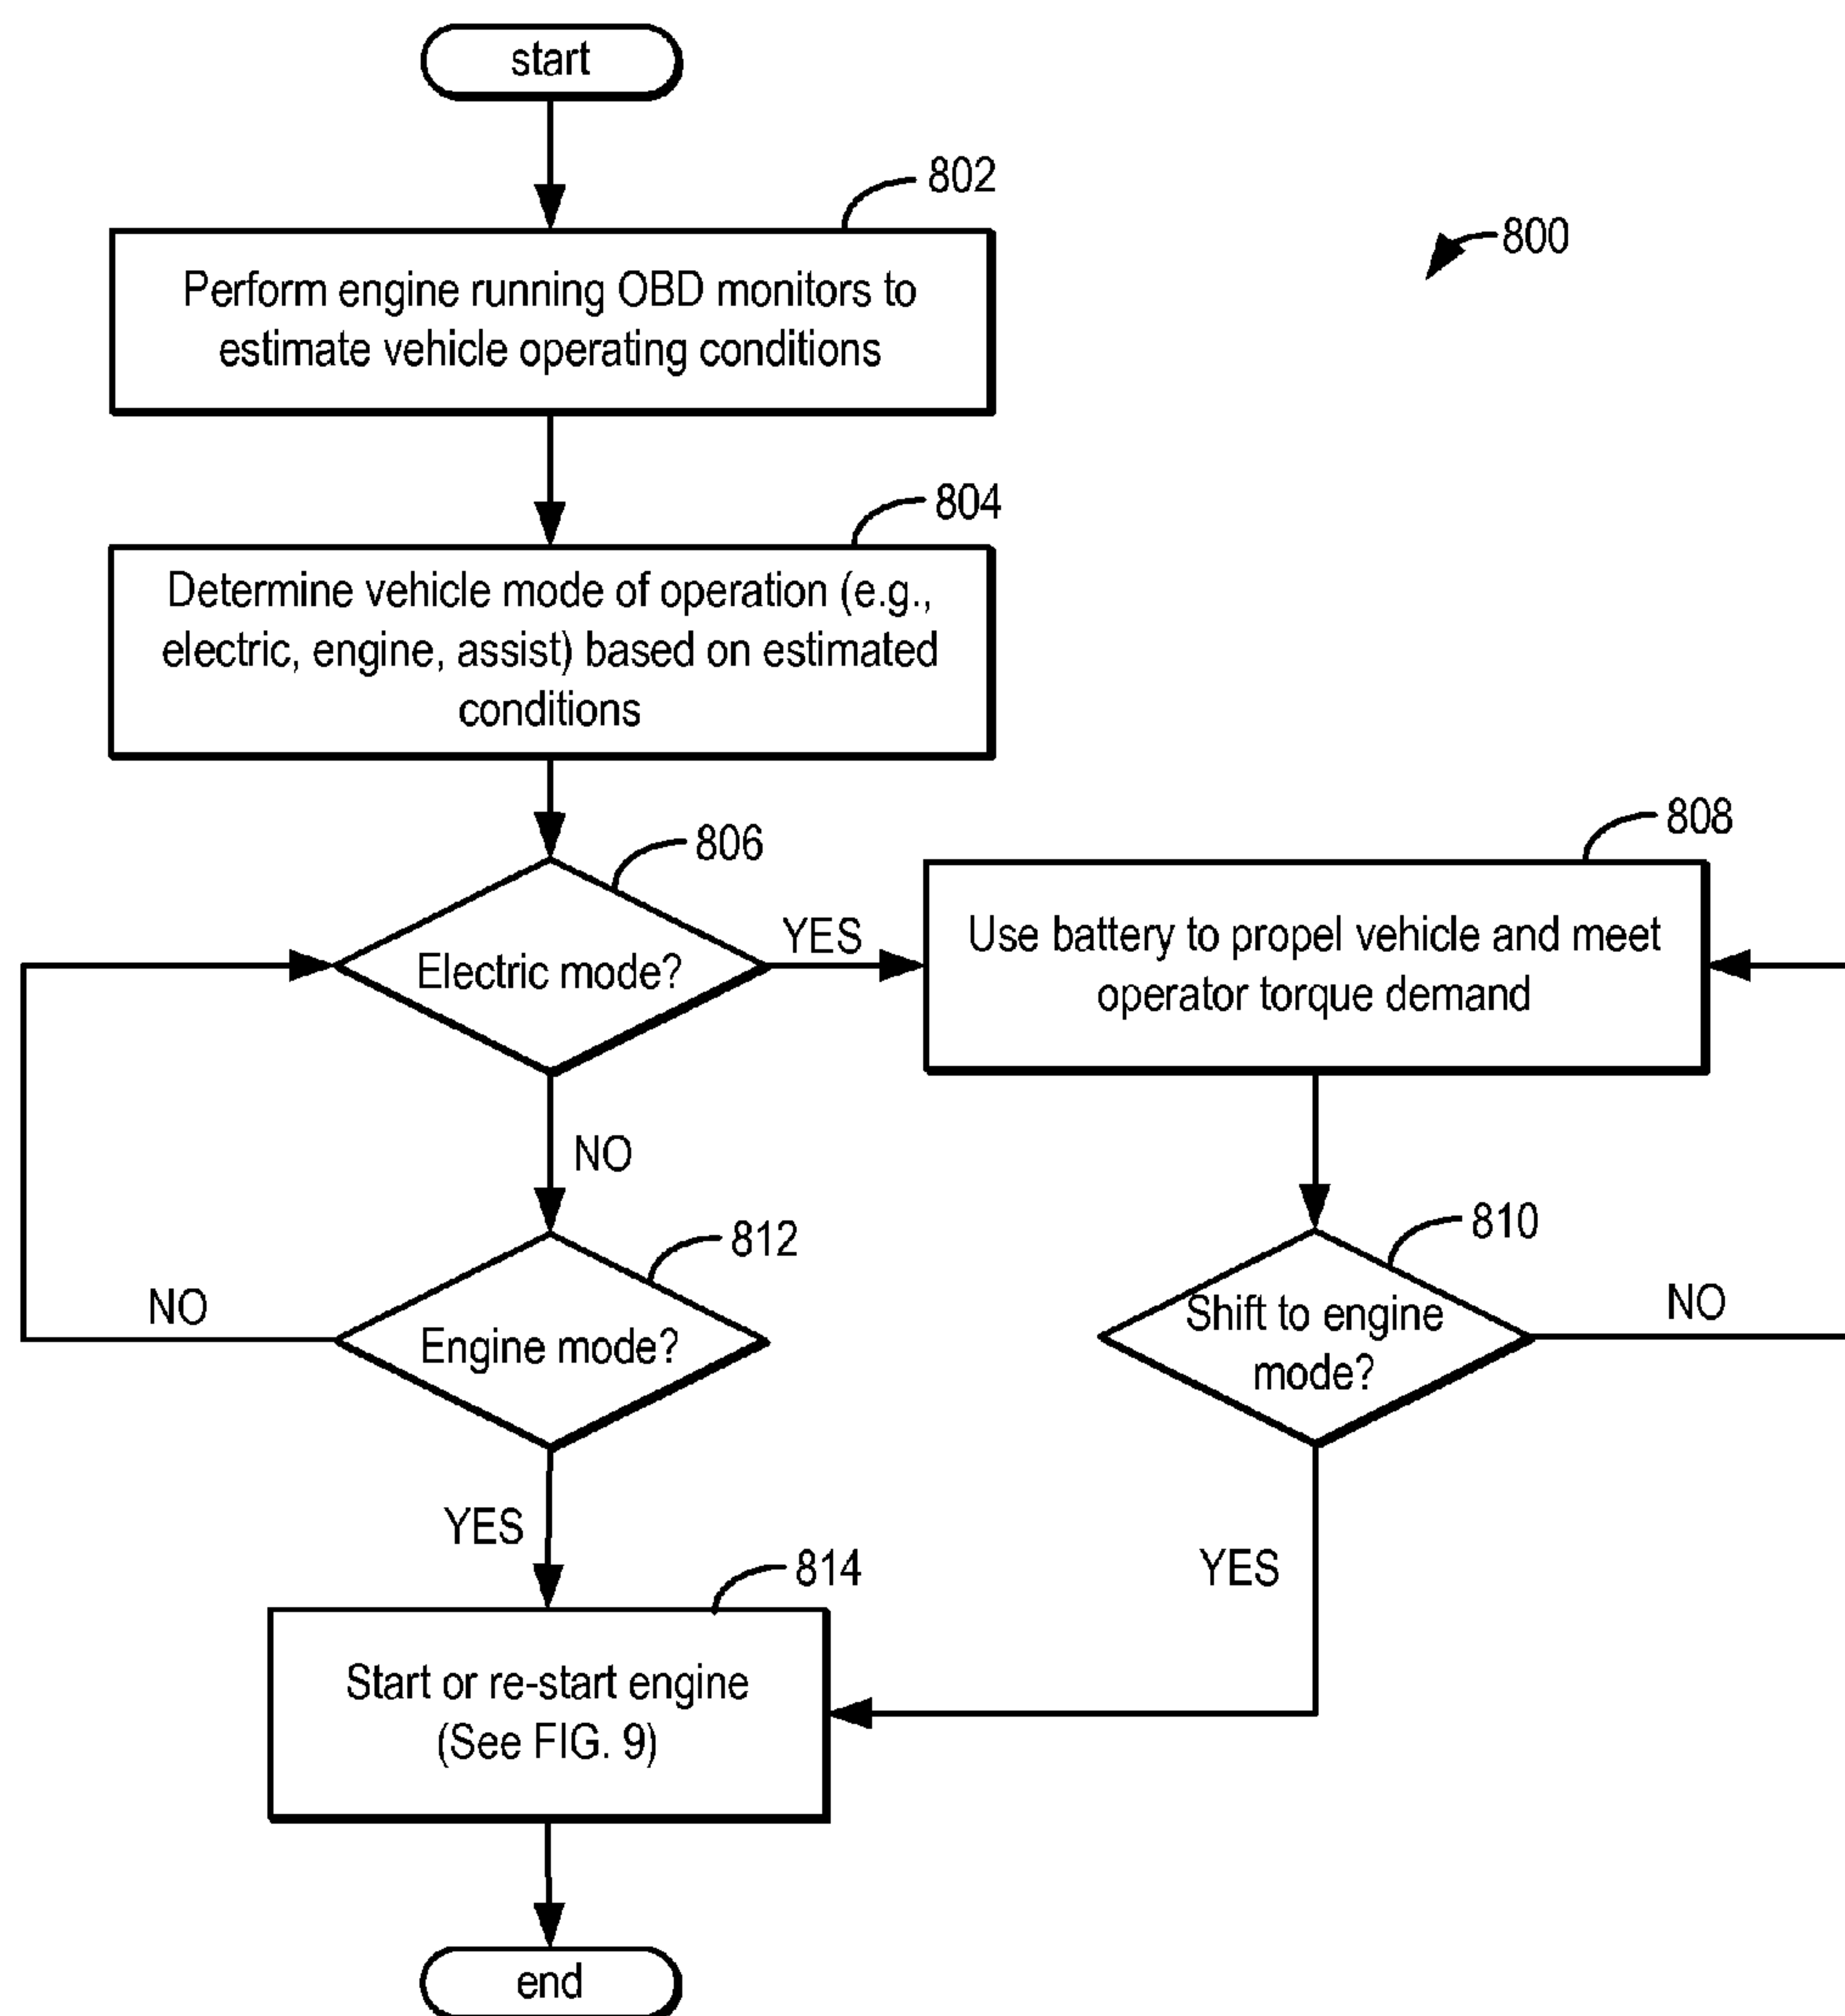 start
802
800
Perform engine running OBD monitors to
estimate vehicle operating conditions
804
Determine vehicle mode of operation (e.g.,
electric, engine, assist) based on estimated
conditions
806
808
Electric mode?
YES
Use battery to propel vehicle and meet
operator torque demand
NO
812
810
Engine mode?
NO
Shift to engine
mode?
NO
YES
YES
814
Start or re-start engine
(See FIG. 9)
end